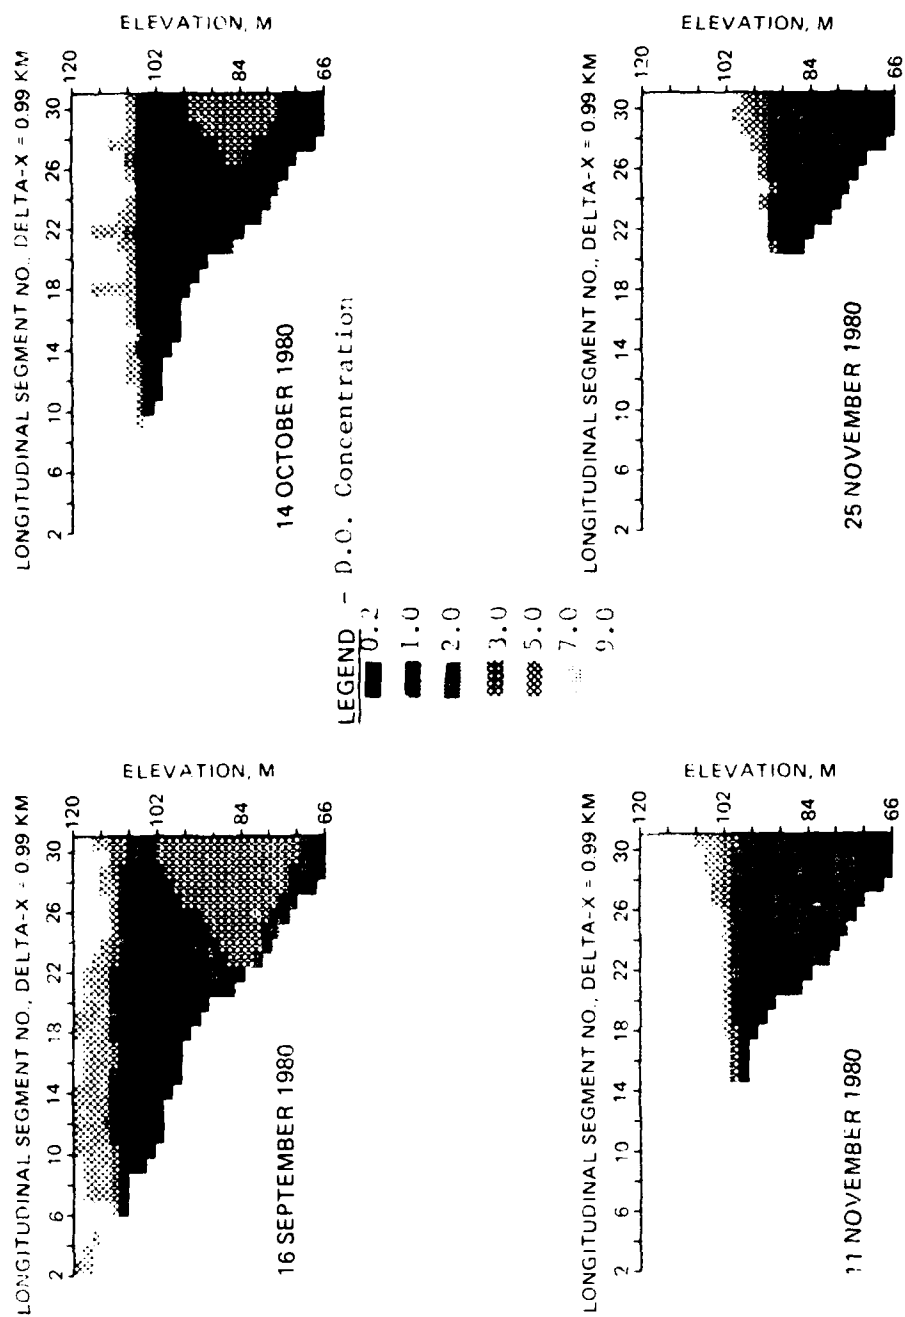 LONGITUDINAL SEGMENT NO., DELTA-X = 0.99 KM
2 6 10 14 18 22 26 30
120
102
84
66
ELEVATION, M
16 SEPTEMBER 1980
LONGITUDINAL SEGMENT NO., DELTA-X = 0.99 KM
2 6 10 14 18 22 26 30
120
102
84
66
ELEVATION, M
14 OCTOBER 1980
LEGEND - D.O. Concentration
0.2
1.0
2.0
3.0
5.0
7.0
9.0
LONGITUDINAL SEGMENT NO., DELTA-X = 0.99 KM
2 6 10 14 18 22 26 30
120
102
84
66
ELEVATION, M
11 NOVEMBER 1980
LONGITUDINAL SEGMENT NO., DELTA-X = 0.99 KM
2 6 10 14 18 22 26 30
120
102
84
66
ELEVATION, M
25 NOVEMBER 1980